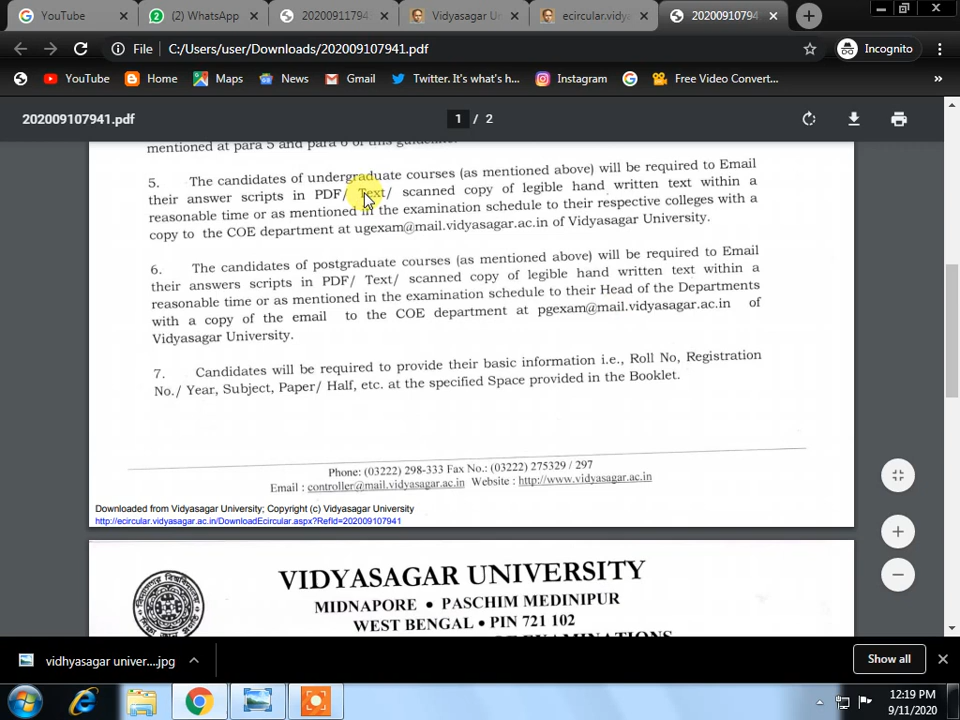 YouTube
(2) WhatsApp
2020091179
Vidyasagar U
ecircular.vidy
2020091079
File
C:/Users/user/Downloads/202009107941.pdf
Incognito
YouTube
Home
Maps
News
Gmail
Twitter. It's what's h...
Instagram
Free Video Convert...
»
202009107941.pdf
1 / 2
mentioned at para 5 and para 6 of this guideline.
5. The candidates of undergraduate courses (as mentioned above) will be required to Email
their answer scripts in PDF/ Text/ scanned copy of legible hand written text within a
reasonable time or as mentioned in the examination schedule to their respective colleges with a
copy to the COE department at ugexam@mail.vidyasagar.ac.in of Vidyasagar University.
6. The candidates of postgraduate courses (as mentioned above) will be required to Email
their answers scripts in PDF/ Text/ scanned copy of legible hand written text within a
reasonable time or as mentioned in the examination schedule to their Head of the Departments
with a copy of the email to the COE department at pgexam@mail.vidyasagar.ac.in of
Vidyasagar University.
7. Candidates will be required to provide their basic information i.e., Roll No, Registration
No./ Year, Subject, Paper/ Half, etc. at the specified Space provided in the Booklet.
Phone: (03222) 298-333 Fax No.: (03222) 275329 / 297
Email : controller@mail.vidyasagar.ac.in Website : http://www.vidyasagar.ac.in
Downloaded from Vidyasagar University; Copyright (c) Vidyasagar University
http://ecircular.vidyasagar.ac.in/DownloadEcircular.aspx?RefId=202009107941
VIDYASAGAR UNIVERSITY
MIDNAPORE • PASCHIM MEDINIPUR
WEST BENGAL • PIN 721 102
vidhyasagar univer....jpg
Show all
12:19 PM
9/11/2020